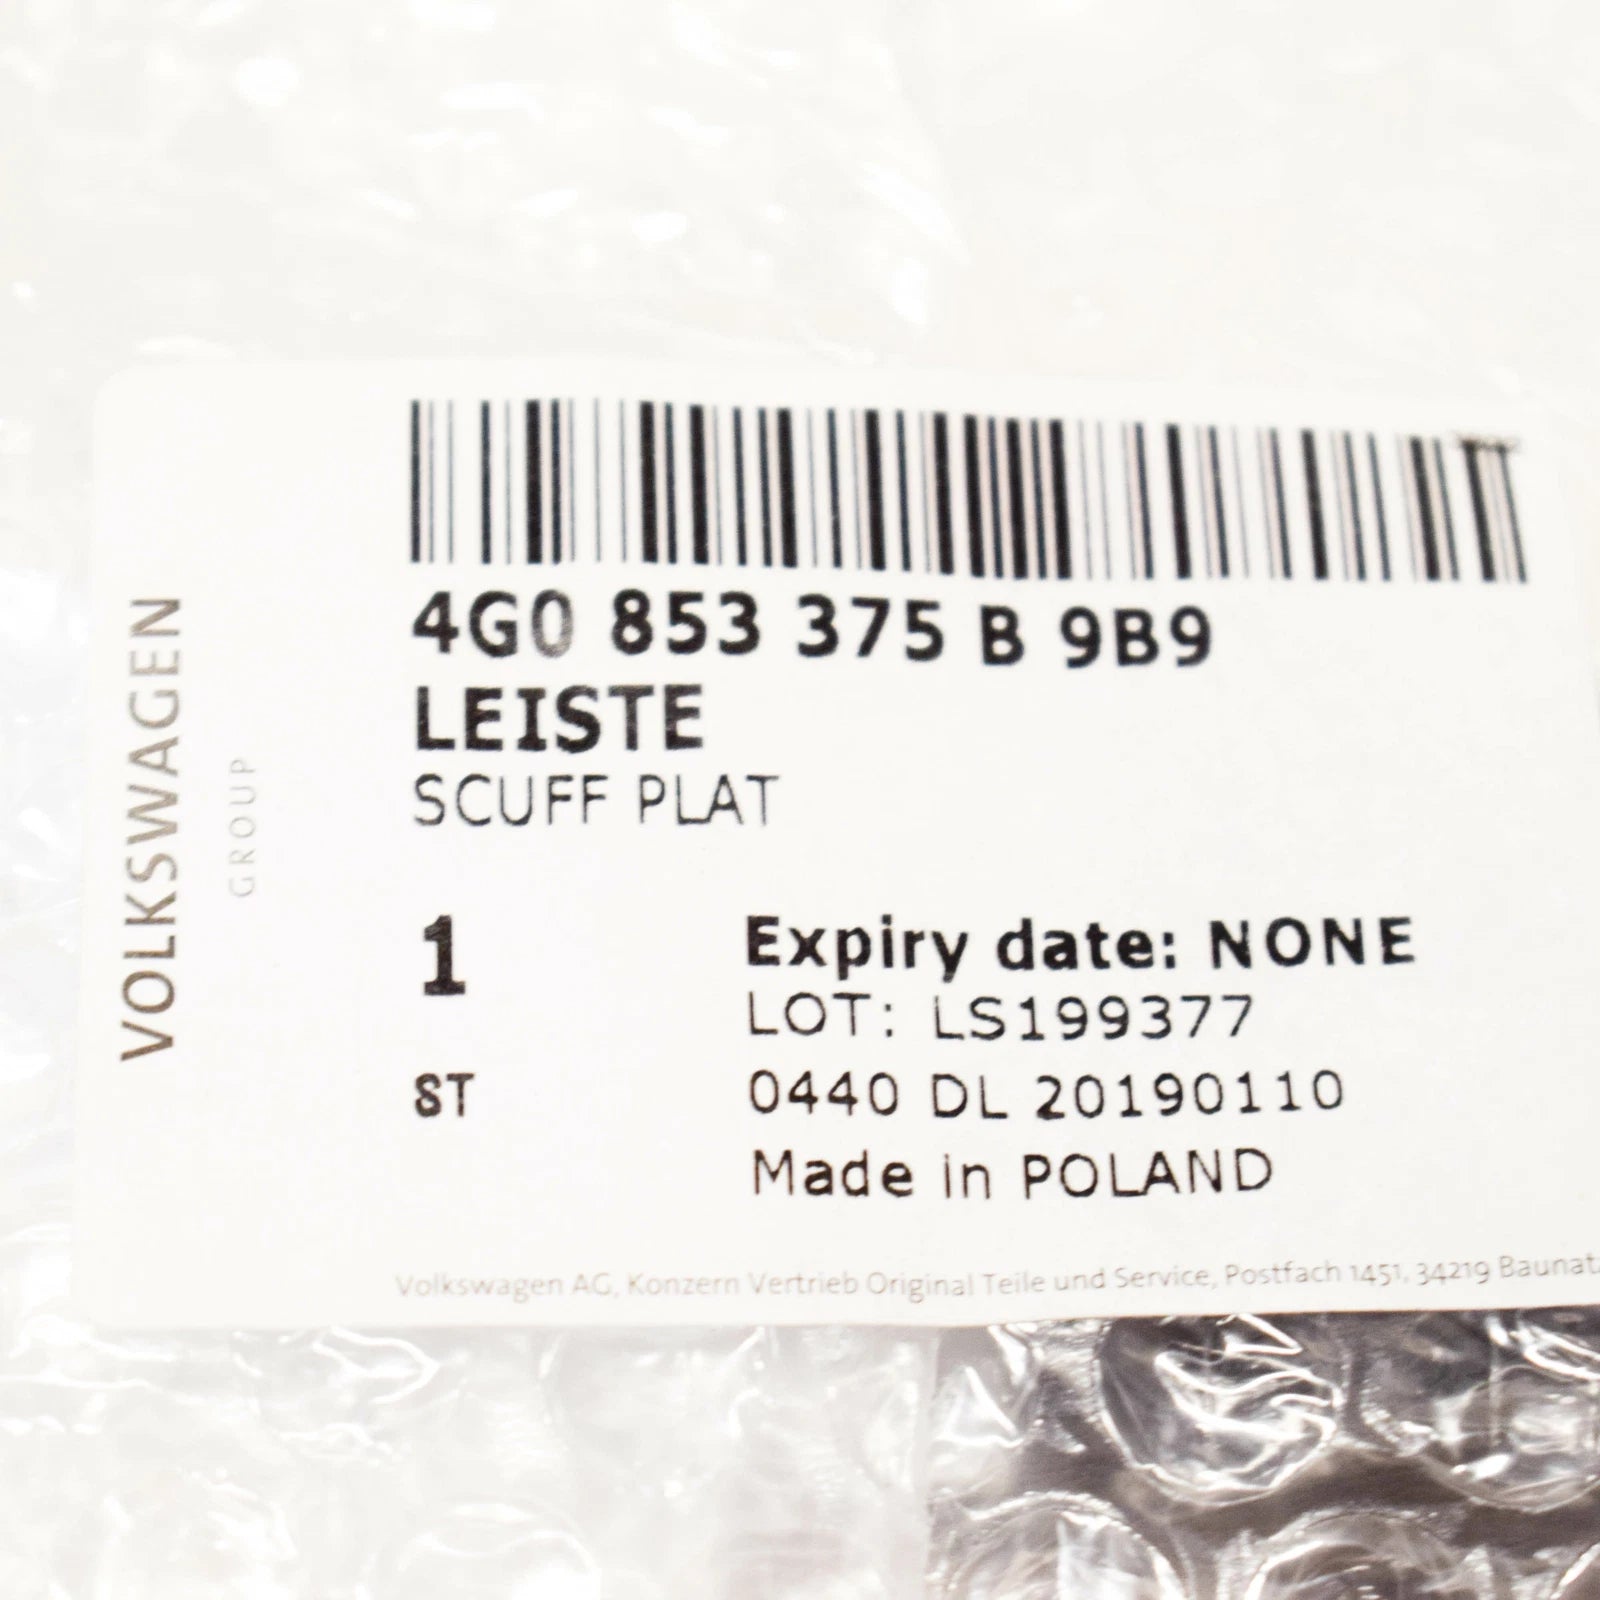 VOLKSWAGEN
GROUP
4G0 853 375 B 9B9
LEISTE
SCUFF PLAT
1
Expiry date: NONE
LOT: LS199377
ST
0440 DL 20190110
Made in POLAND
Volkswagen AG, Konzern Vertrieb Original Teile und Service, Postfach 1451, 34219 Baunat